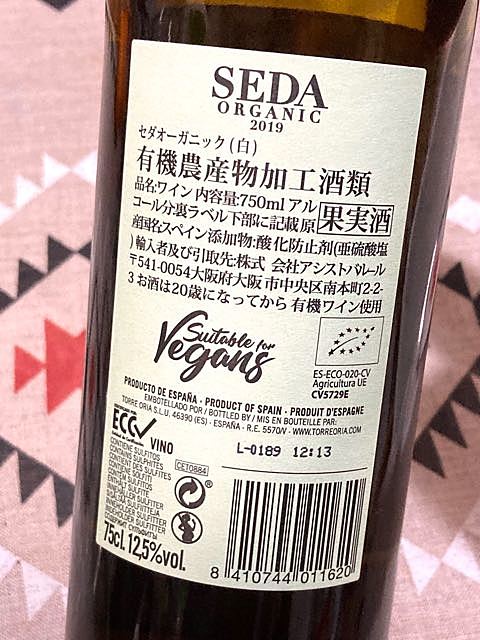 SEDA
ORGANIC
2019
セダオーガニック(白)
有機農産物加工酒類
品名:ワイン 内容量:750ml アル
コール分裏ラベル下部に記載 原 果実酒
産国名:スペイン添加物:酸化防止剤(亜硫酸塩
) 輸入者及び引取先:株式 会社アシストバレール
〒541-0054大阪府大阪 市中央区南本町2-2-
3 お酒は20歳になってから 有機ワイン使用
Suitable for
Vegans
ES-ECO-020-CV
Agricultura UE
CV5729E
PRODUCTO DE ESPAÑA · PRODUCT OF SPAIN · PRODUIT D'ESPAGNE
EMBOTELLADO POR / BOTTLED BY / MIS EN BOUTEILLE PAR:
TORRE ORIA S.L.U, 46390 (ES) - ESPAÑA - R.E. 5570/V - WWW.TORREORIA.COM
VINO
L-0189 12:13
CONTIENE SULFITOS
CONTAINS SULPHITES
CONTIENT DES SULFITES
75cl. 12,5%vol.
8 410744 011620